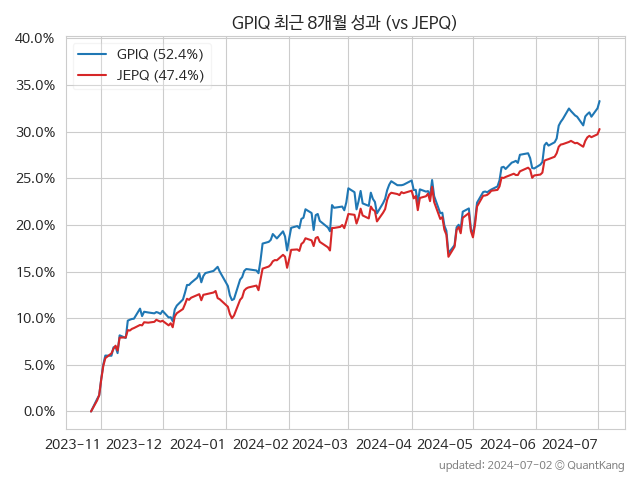 GPIQ 최근 8개월 성과 (vs JEPQ)
40.0%
35.0%
30.0%
25.0%
20.0%
15.0%
10.0%
5.0%
0.0%
GPIQ (52.4%)
JEPQ (47.4%)
2023-11 2023-12 2024-01 2024-02 2024-03 2024-04 2024-05 2024-06 2024-07
updated: 2024-07-02 © QuantKang